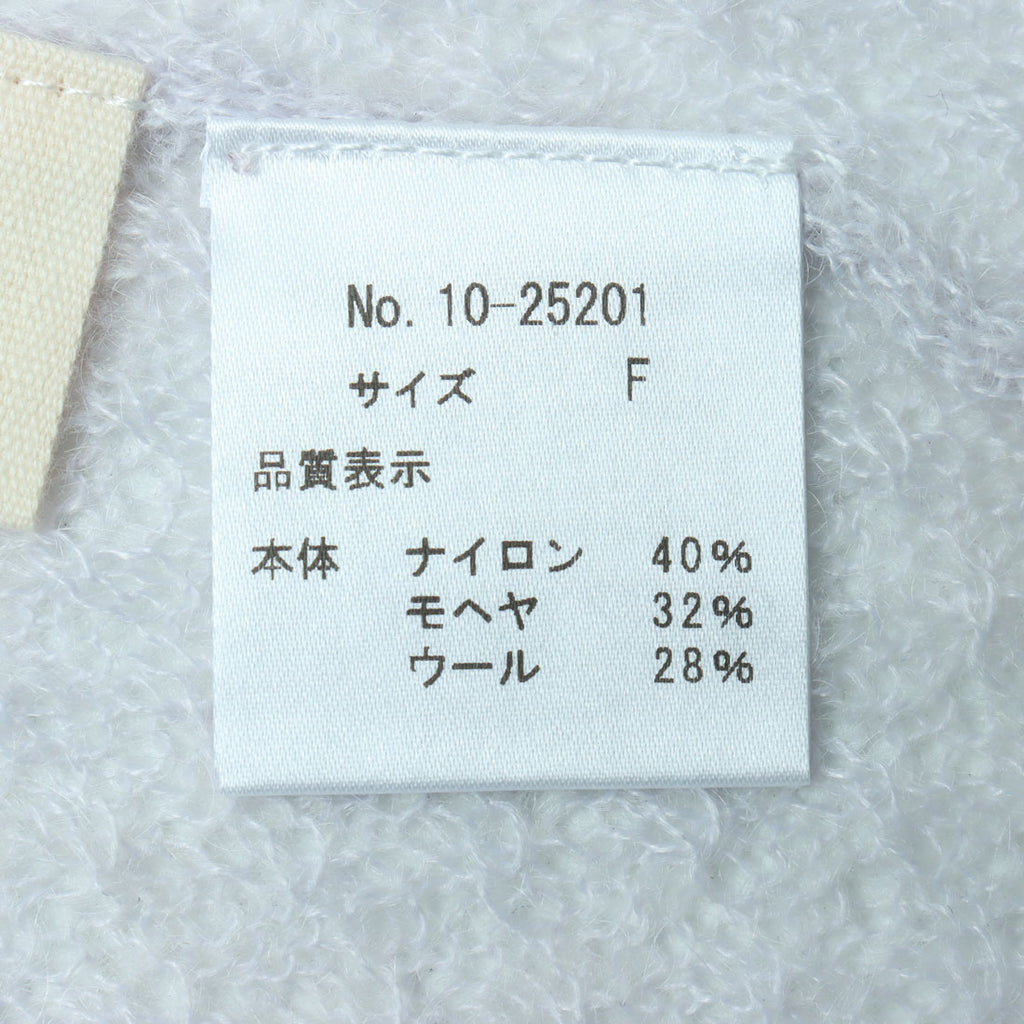 No. 10-25201
サイズ F
品質表示
本体 ナイロン 40%
モヘヤ 32%
ウール 28%